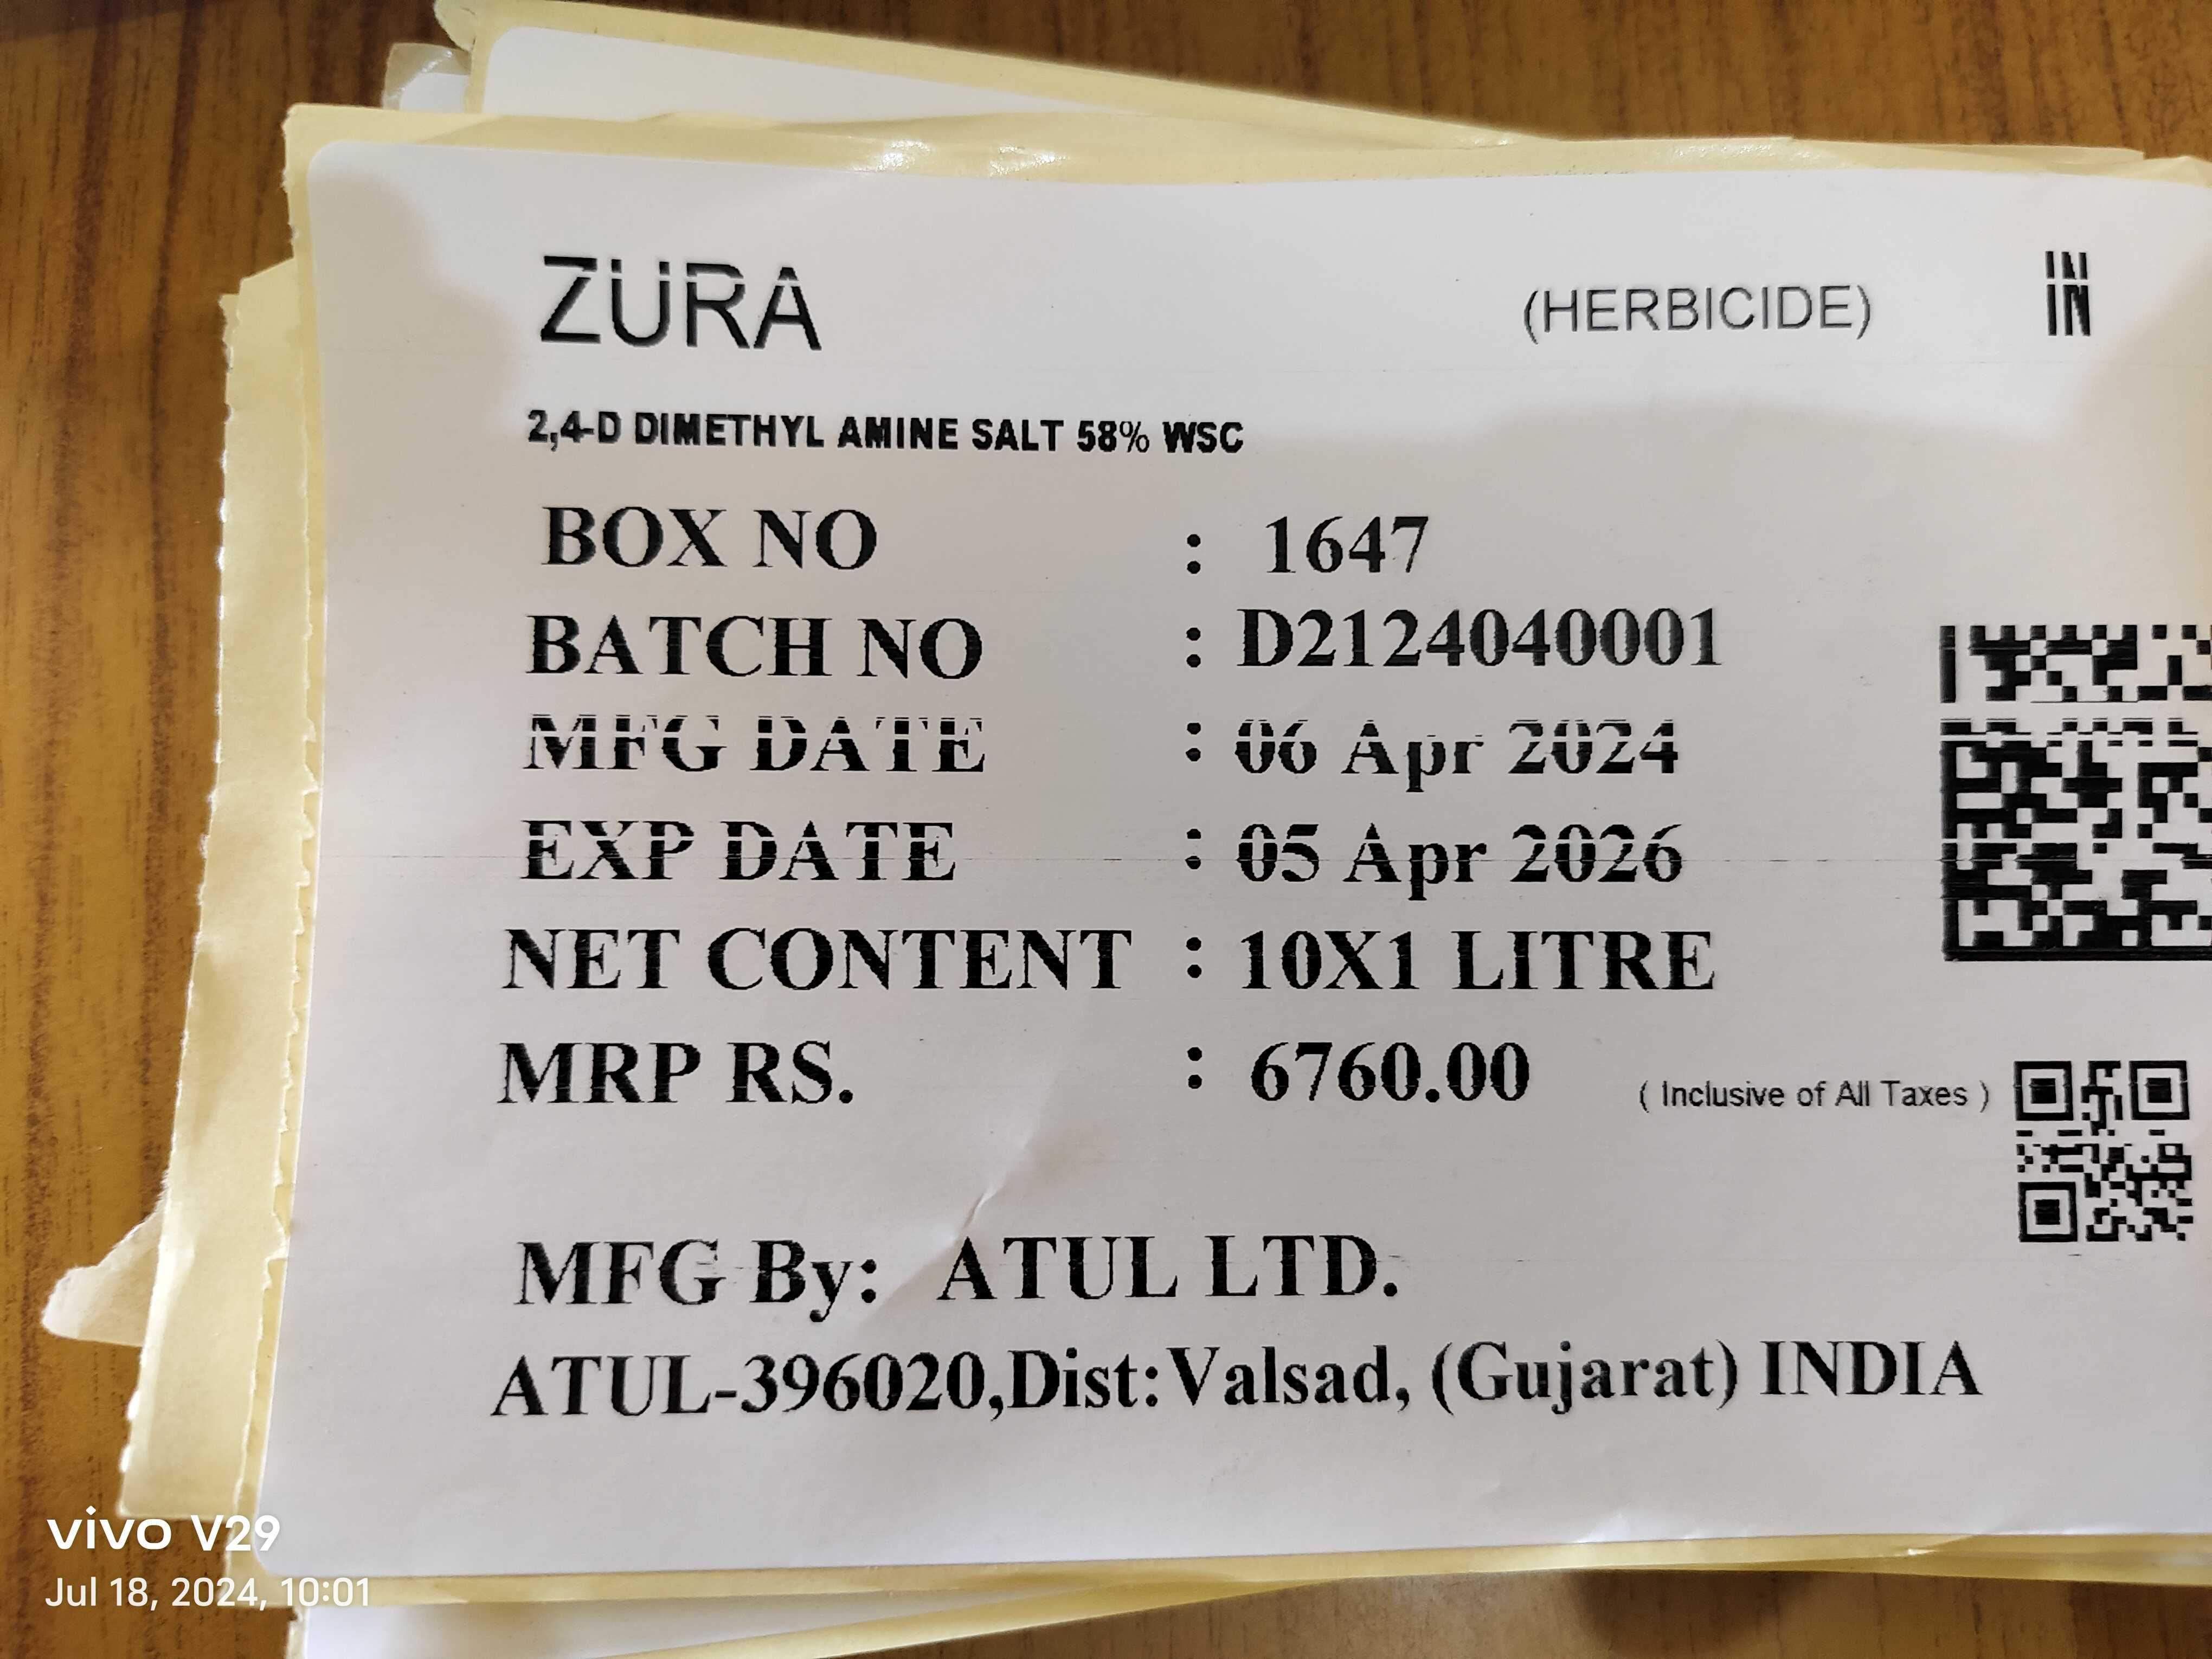 ZURA (HERBICIDE) IN
2,4-D DIMETHYL AMINE SALT 58% WSC
BOX NO : 1647
BATCH NO : D2124040001
MFG DATE : 06 Apr 2024
EXP DATE : 05 Apr 2026
NET CONTENT : 10X1 LITRE
MRP RS. : 6760.00 ( Inclusive of All Taxes )
MFG By: ATUL LTD.
ATUL-396020,Dist:Valsad, (Gujarat) INDIA
vivo V29
Jul 18, 2024, 10:01